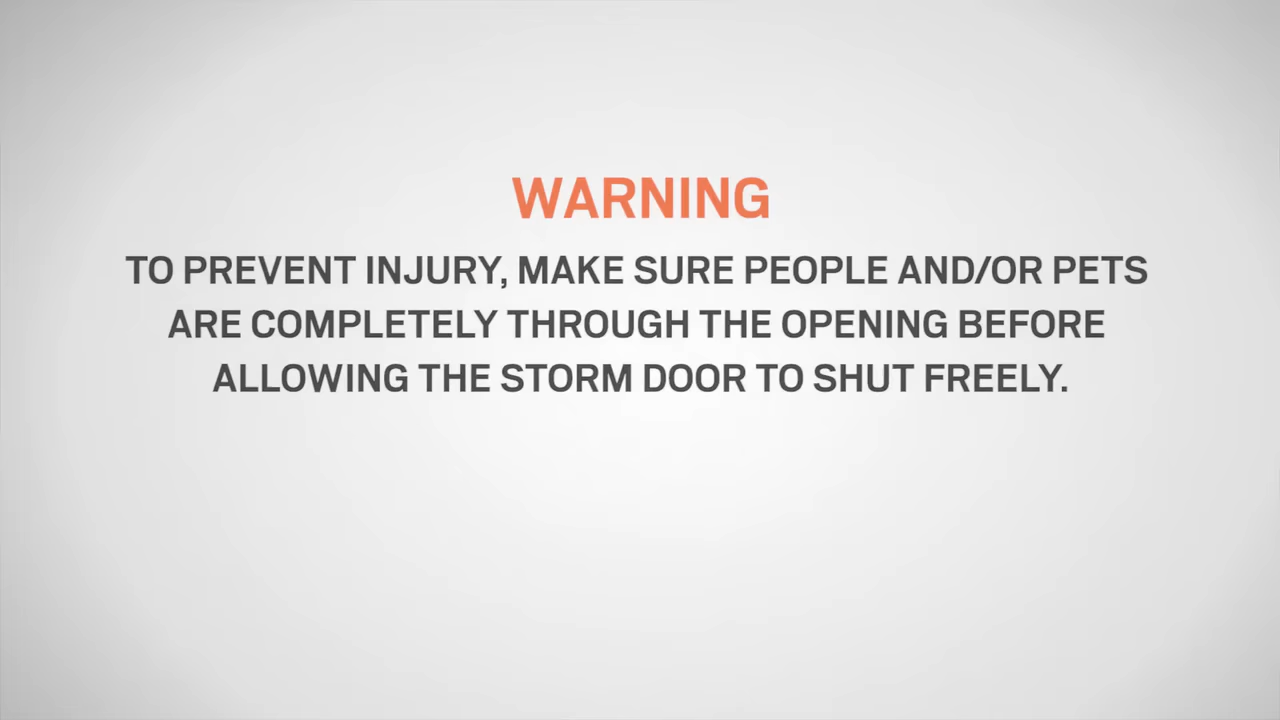 WARNING
TO PREVENT INJURY, MAKE SURE PEOPLE AND/OR PETS
ARE COMPLETELY THROUGH THE OPENING BEFORE
ALLOWING THE STORM DOOR TO SHUT FREELY.